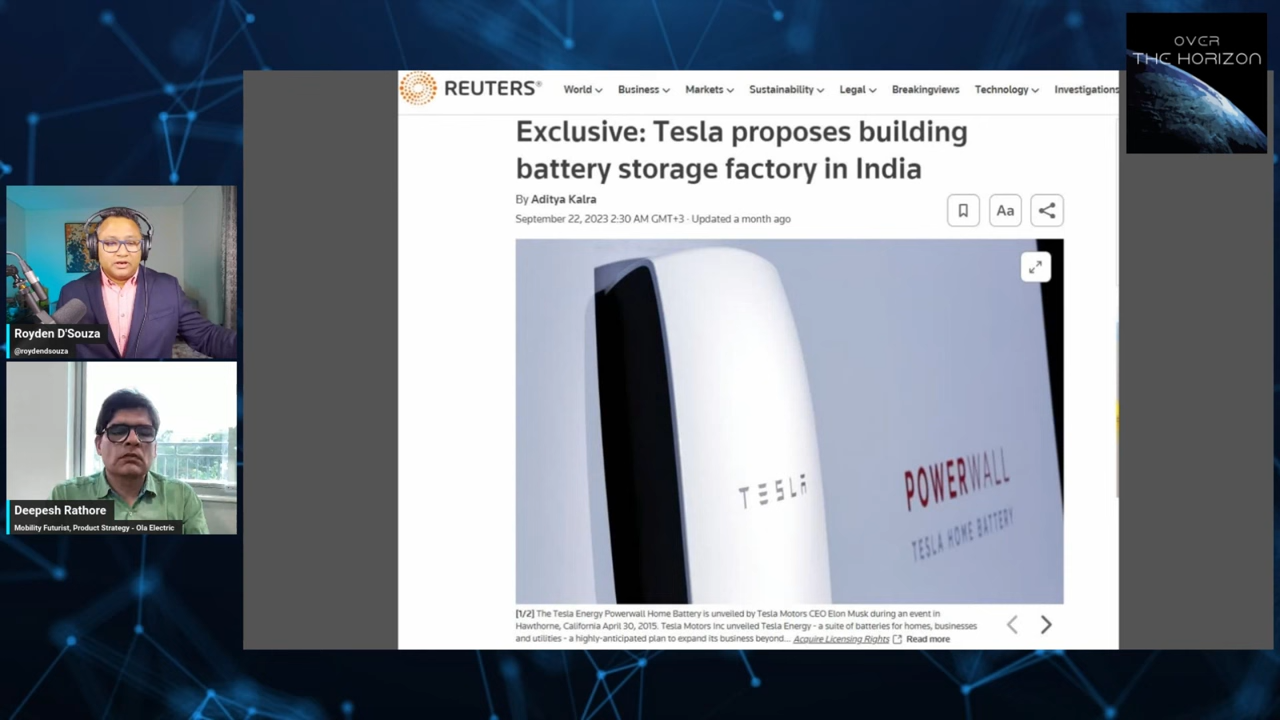 OVER
THE HORIZON
REUTERS®
World
Business
Markets
Sustainability
Legal
Breakingviews
Technology
Investigations
Exclusive: Tesla proposes building
battery storage factory in India
By Aditya Kalra
September 22, 2023 2:30 AM GMT+3 · Updated a month ago
Aa
TESLA
POWERWALL
TESLA HOME BATTERY
[1/2] The Tesla Energy Powerwall Home Battery is unveiled by Tesla Motors CEO Elon Musk during an event in
Hawthorne, California April 30, 2015. Tesla Motors Inc unveiled Tesla Energy - a suite of batteries for homes, businesses
and utilities - a highly-anticipated plan to expand its business beyond... Acquire Licensing Rights Read more
Royden D'Souza
@roydendsouza
Deepesh Rathore
Mobility Futurist, Product Strategy - Ola Electric